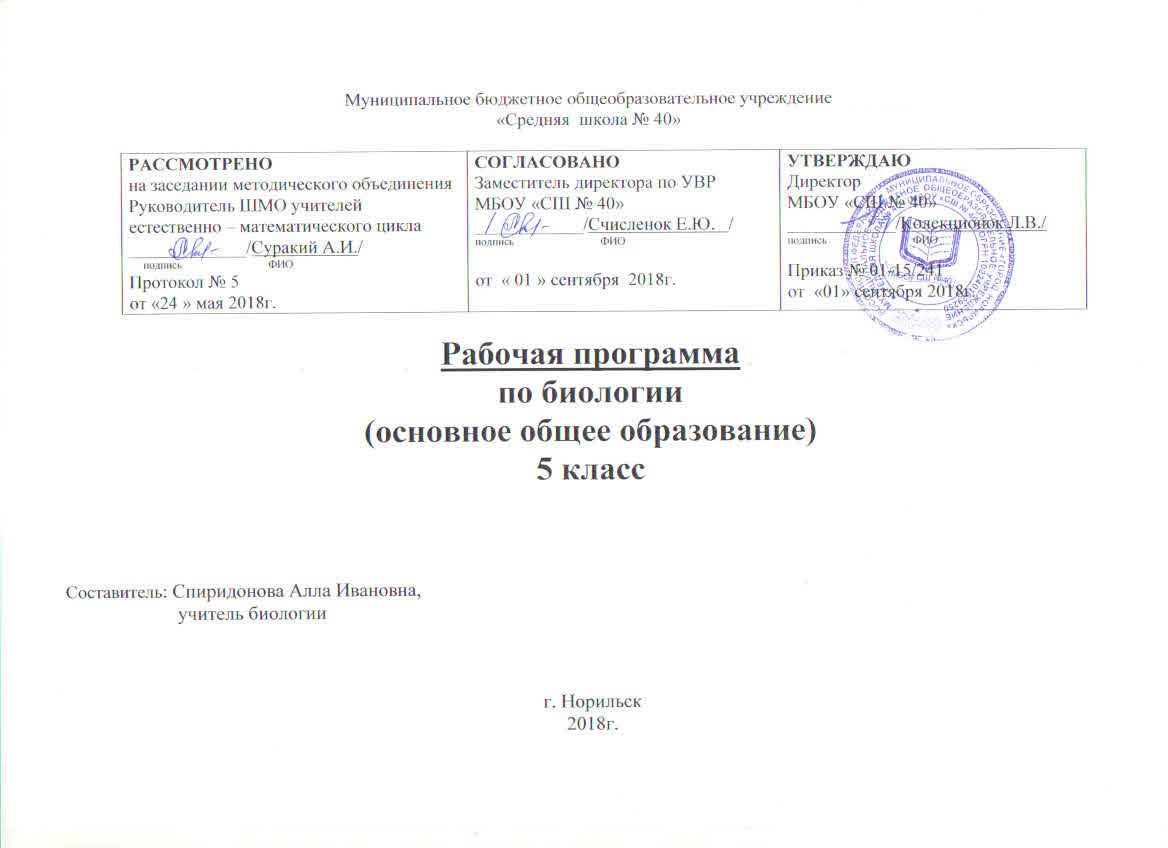 Муниципальное бюджетное общеобразовательное учреждение
«Средняя школа № 40»
РАССМОТРЕНО
на заседании методического объединения
Руководитель ШМО учителей
естественно – математического цикла
/Суракий А.И./
подпись ФИО
Протокол № 5
от «24 » мая 2018г.
СОГЛАСОВАНО
Заместитель директора по УВР
МБОУ «СШ № 40»
/Счисленок Е.Ю. /
подпись ФИО
от « 01 » сентября 2018г.
УТВЕРЖДАЮ
Директор
МБОУ «СШ № 40»
/Колекционок Л.В./
подпись ФИО
Приказ № 01-15/241
от «01» сентября 2018г.
Рабочая программа
по биологии
(основное общее образование)
5 класс
Составитель: Спиридонова Алла Ивановна,
учитель биологии
г. Норильск
2018г.